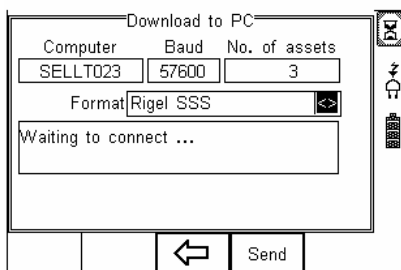 Download to PC
Computer Baud No. of assets
SELLT023 57600 3
Format Rigel SSS <>
Waiting to connect ...
Send